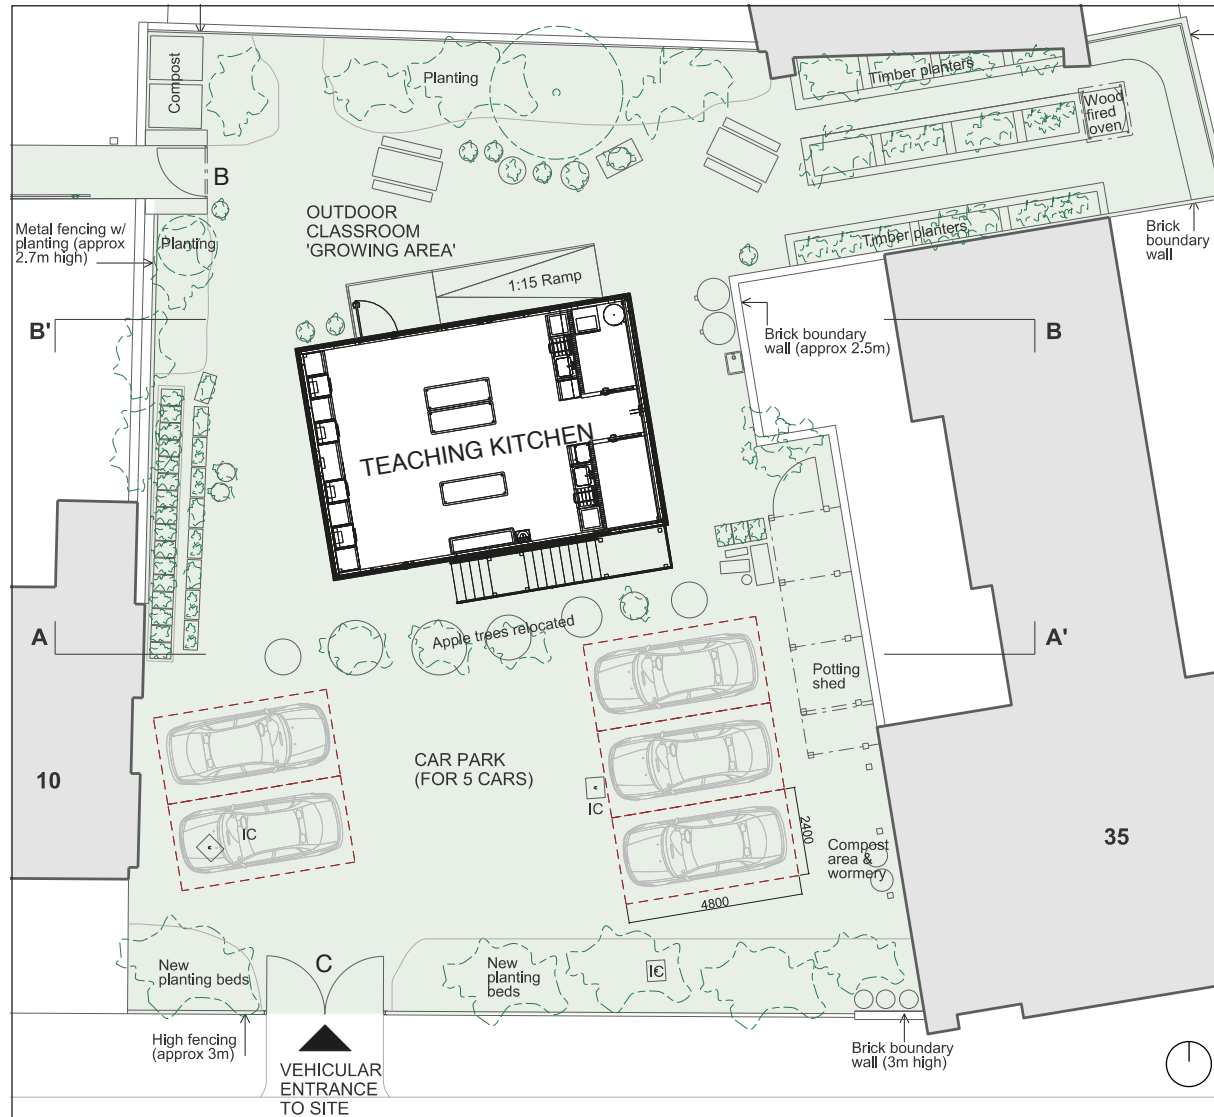 Compost
Planting
Timber planters
Wood
fired
oven
B
OUTDOOR
CLASSROOM
'GROWING AREA'
Metal fencing w/
planting (approx
2.7m high)
Planting
Timber planters
Brick
boundary
wall
1:15 Ramp
B'
Brick boundary
wall (approx 2.5m)
B
TEACHING KITCHEN
A
Apple trees relocated
A'
Potting
shed
10
CAR PARK
(FOR 5 CARS)
IC
IC
2400
4800
Compost
area &
wormery
35
New
planting beds
C
New
planting
beds
IC
High fencing
(approx 3m)
VEHICULAR
ENTRANCE
TO SITE
Brick boundary
wall (3m high)